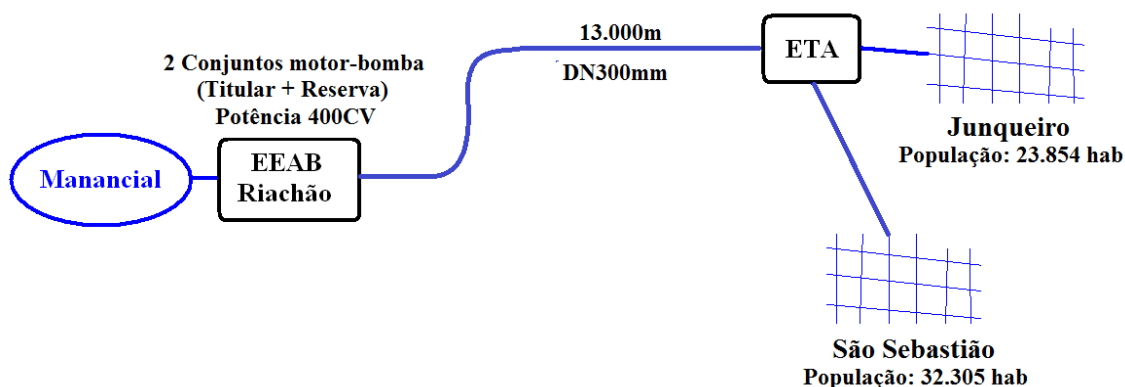 2 Conjuntos motor-bomba
(Titular + Reserva)
Potência 400CV
Manancial
EEAB
Riachão
13.000m
DN300mm
ETA
Junqueiro
População: 23.854 hab
São Sebastião
População: 32.305 hab